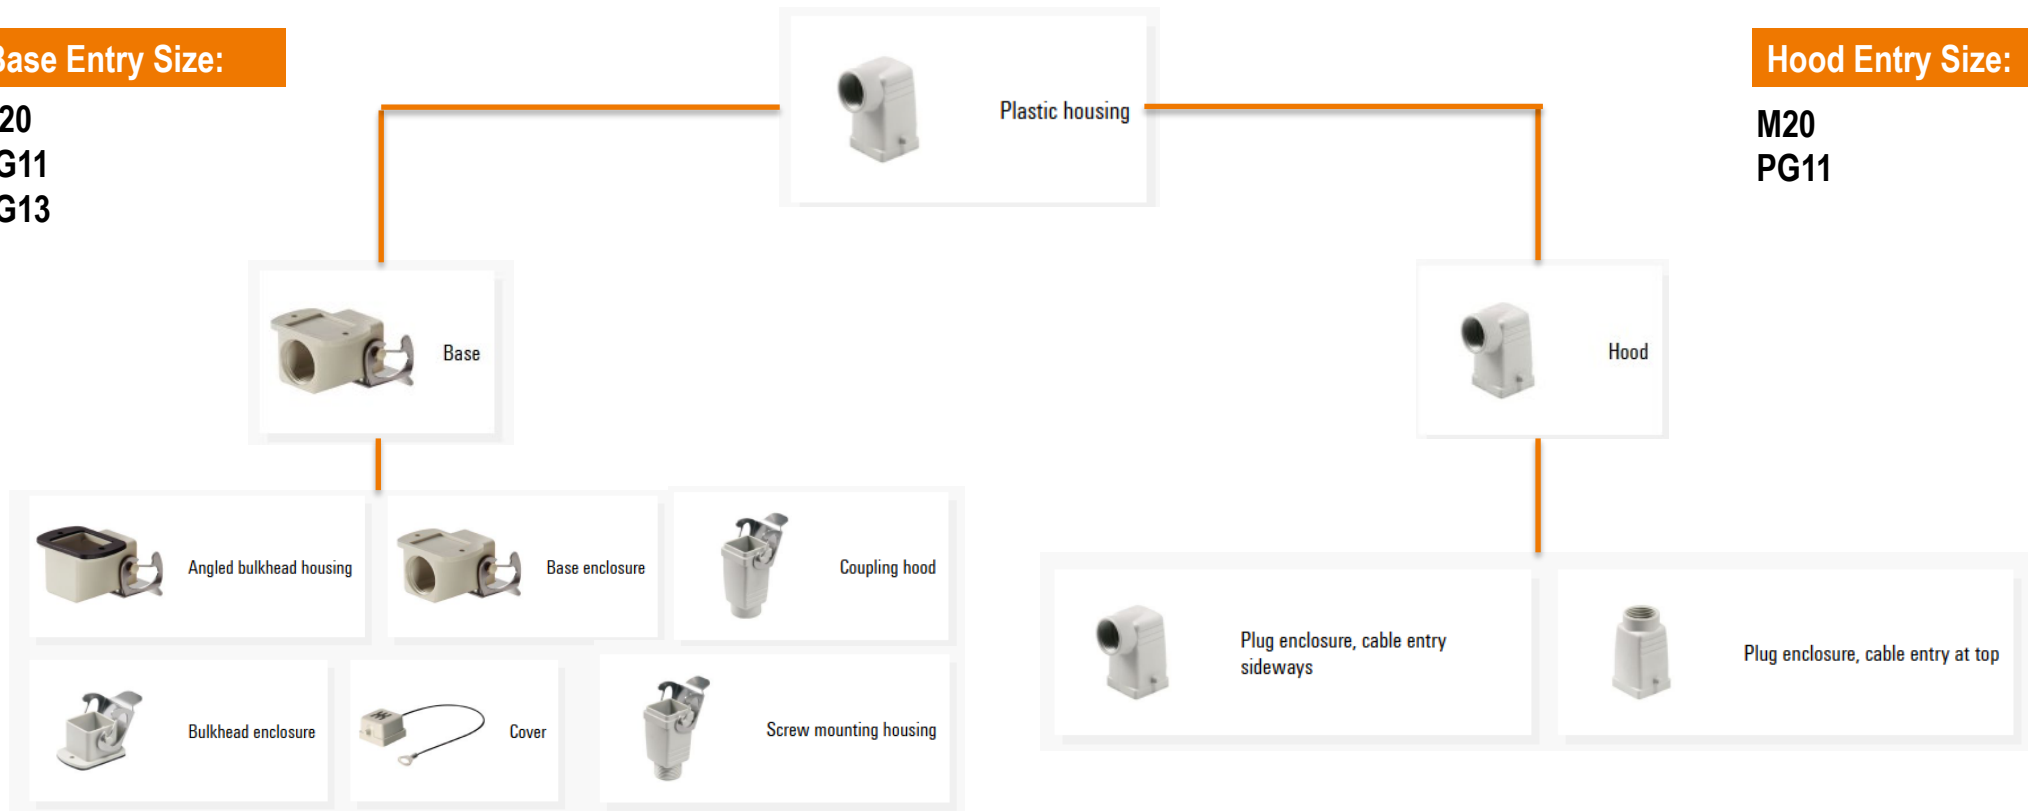 Base Entry Size:
20
G11
G13
Plastic housing
Hood Entry Size:
M20
PG11
Base
Hood
Angled bulkhead housing
Base enclosure
Coupling hood
Bulkhead enclosure
Cover
Screw mounting housing
Plug enclosure, cable entry
sideways
Plug enclosure, cable entry at top